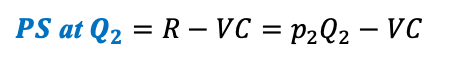 PS at Q₂ = R − VC = p₂Q₂ − VC